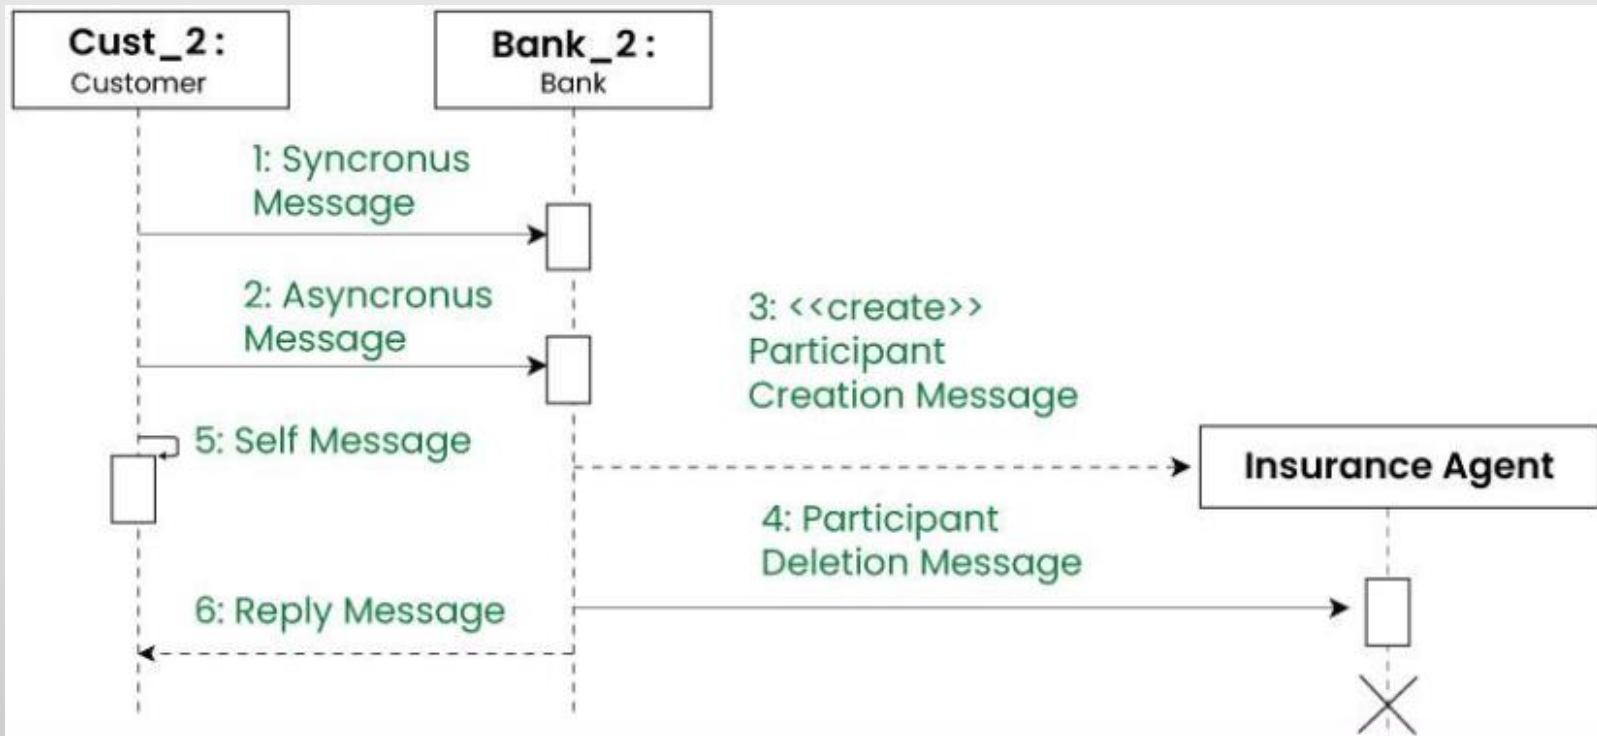 Cust_2 :
Customer
Bank_2 :
Bank
1: Syncronus
Message
2: Asyncronus
Message
3: <<create>>
Participant
Creation Message
5: Self Message
Insurance Agent
4: Participant
Deletion Message
6: Reply Message